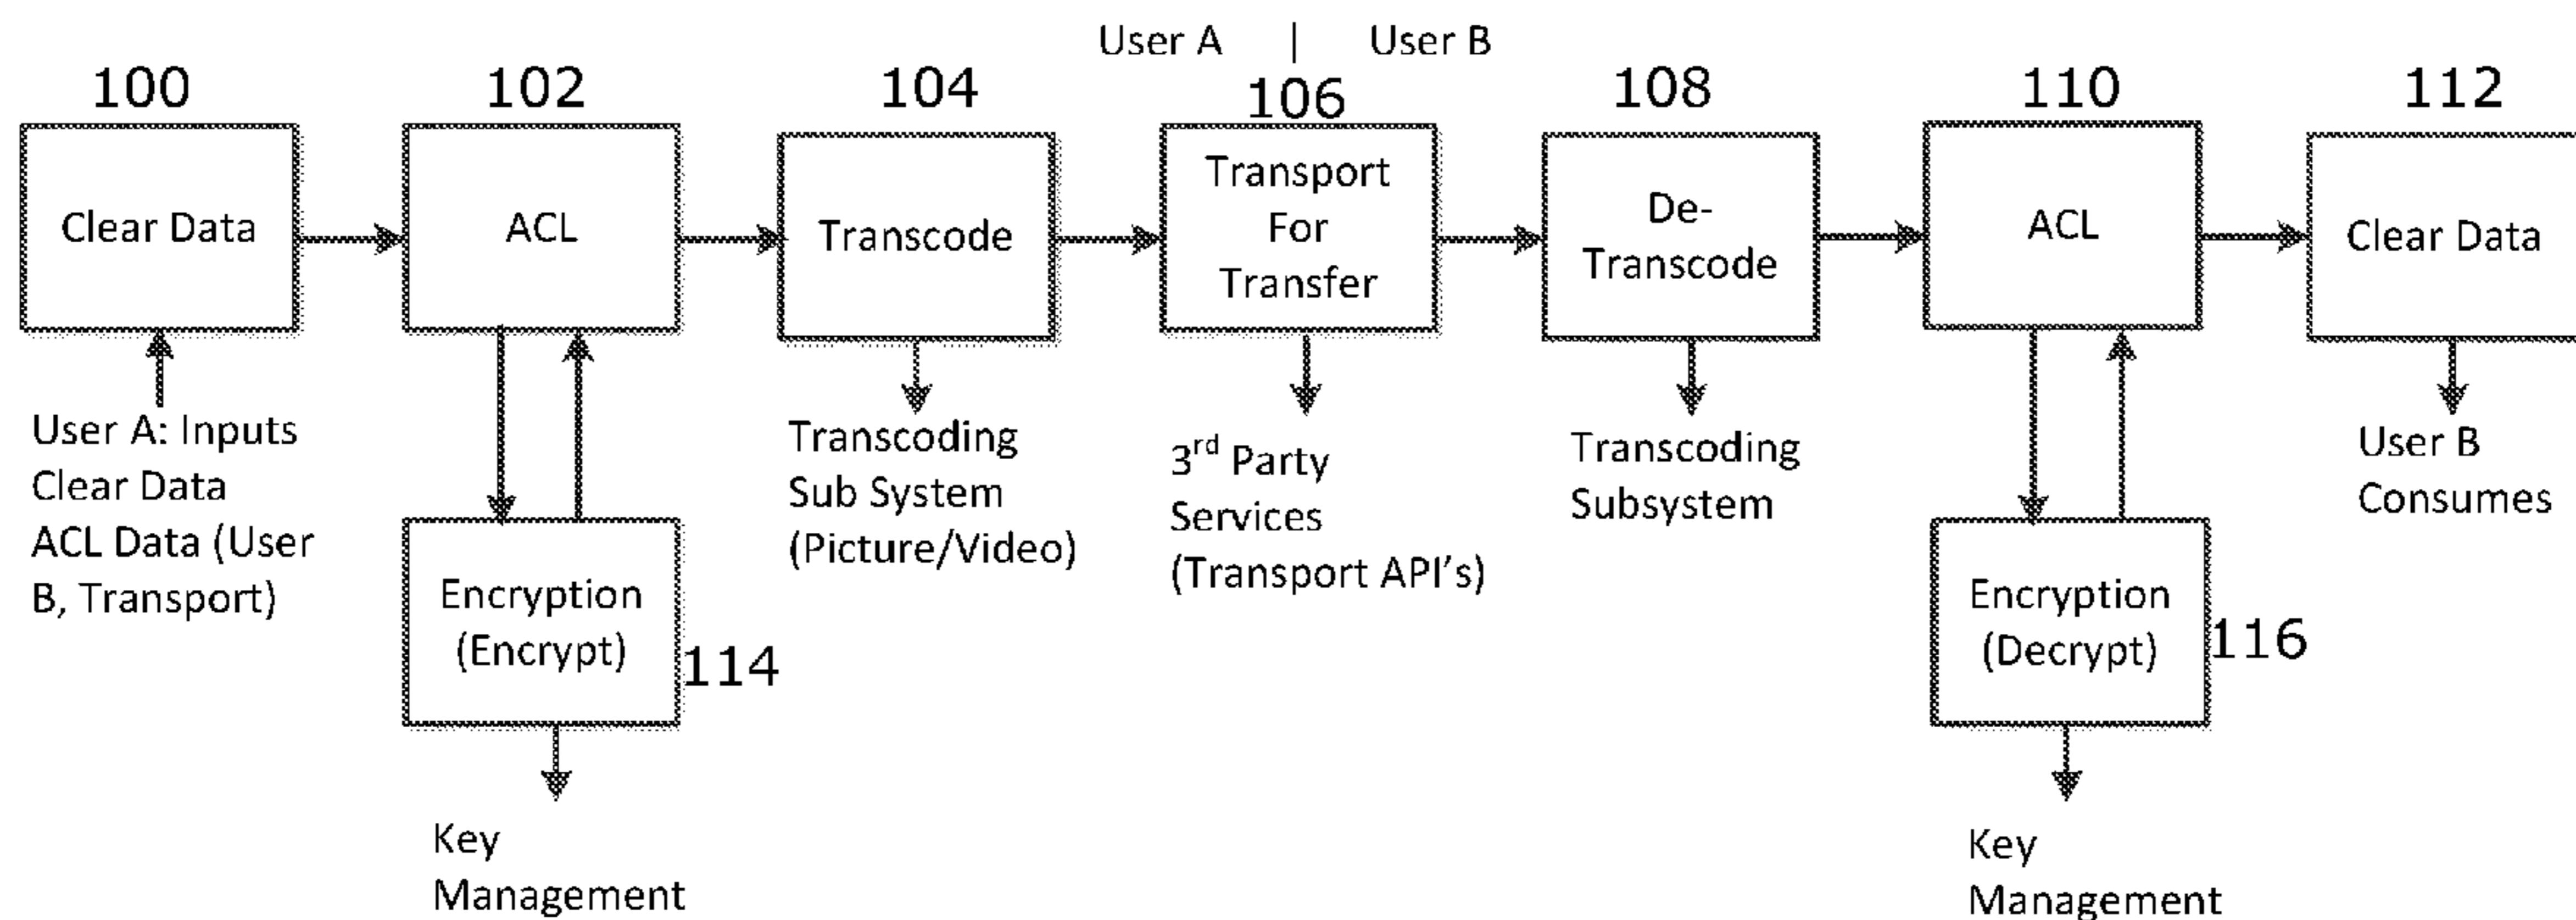 User A | User B
100
102
104
106
108
110
112
Clear Data
ACL
Transcode
Transport
For
Transfer
De-
Transcode
ACL
Clear Data
User A: Inputs
Clear Data
ACL Data (User
B, Transport)
Transcoding
Sub System
(Picture/Video)
3rd Party
Services
(Transport API's)
Transcoding
Subsystem
User B
Consumes
Encryption
(Encrypt)
114
Encryption
(Decrypt)
116
Key
Management
Key
Management